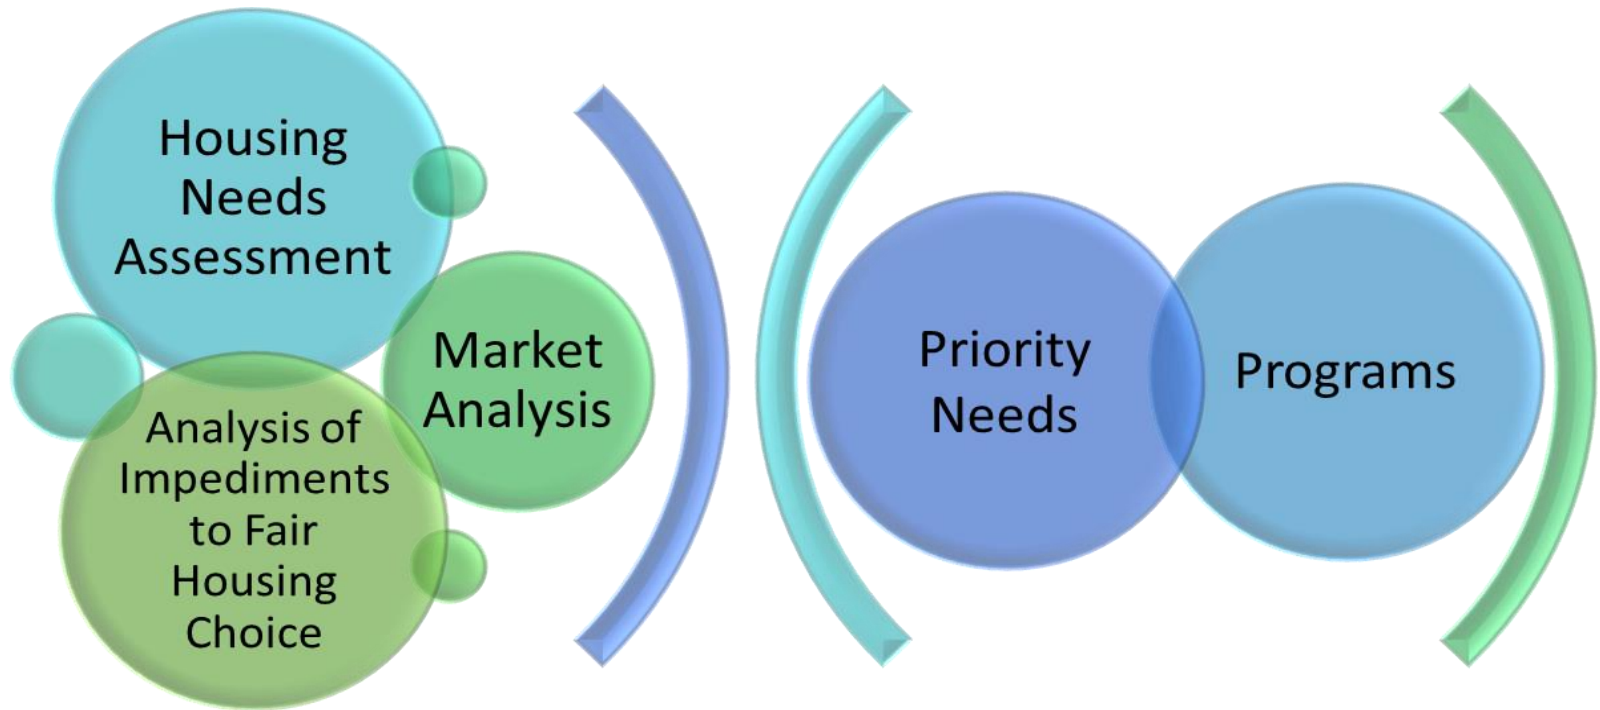 Housing
Needs
Assessment
Market
Analysis
Analysis of
Impediments
to Fair
Housing
Choice
Priority
Needs
Programs